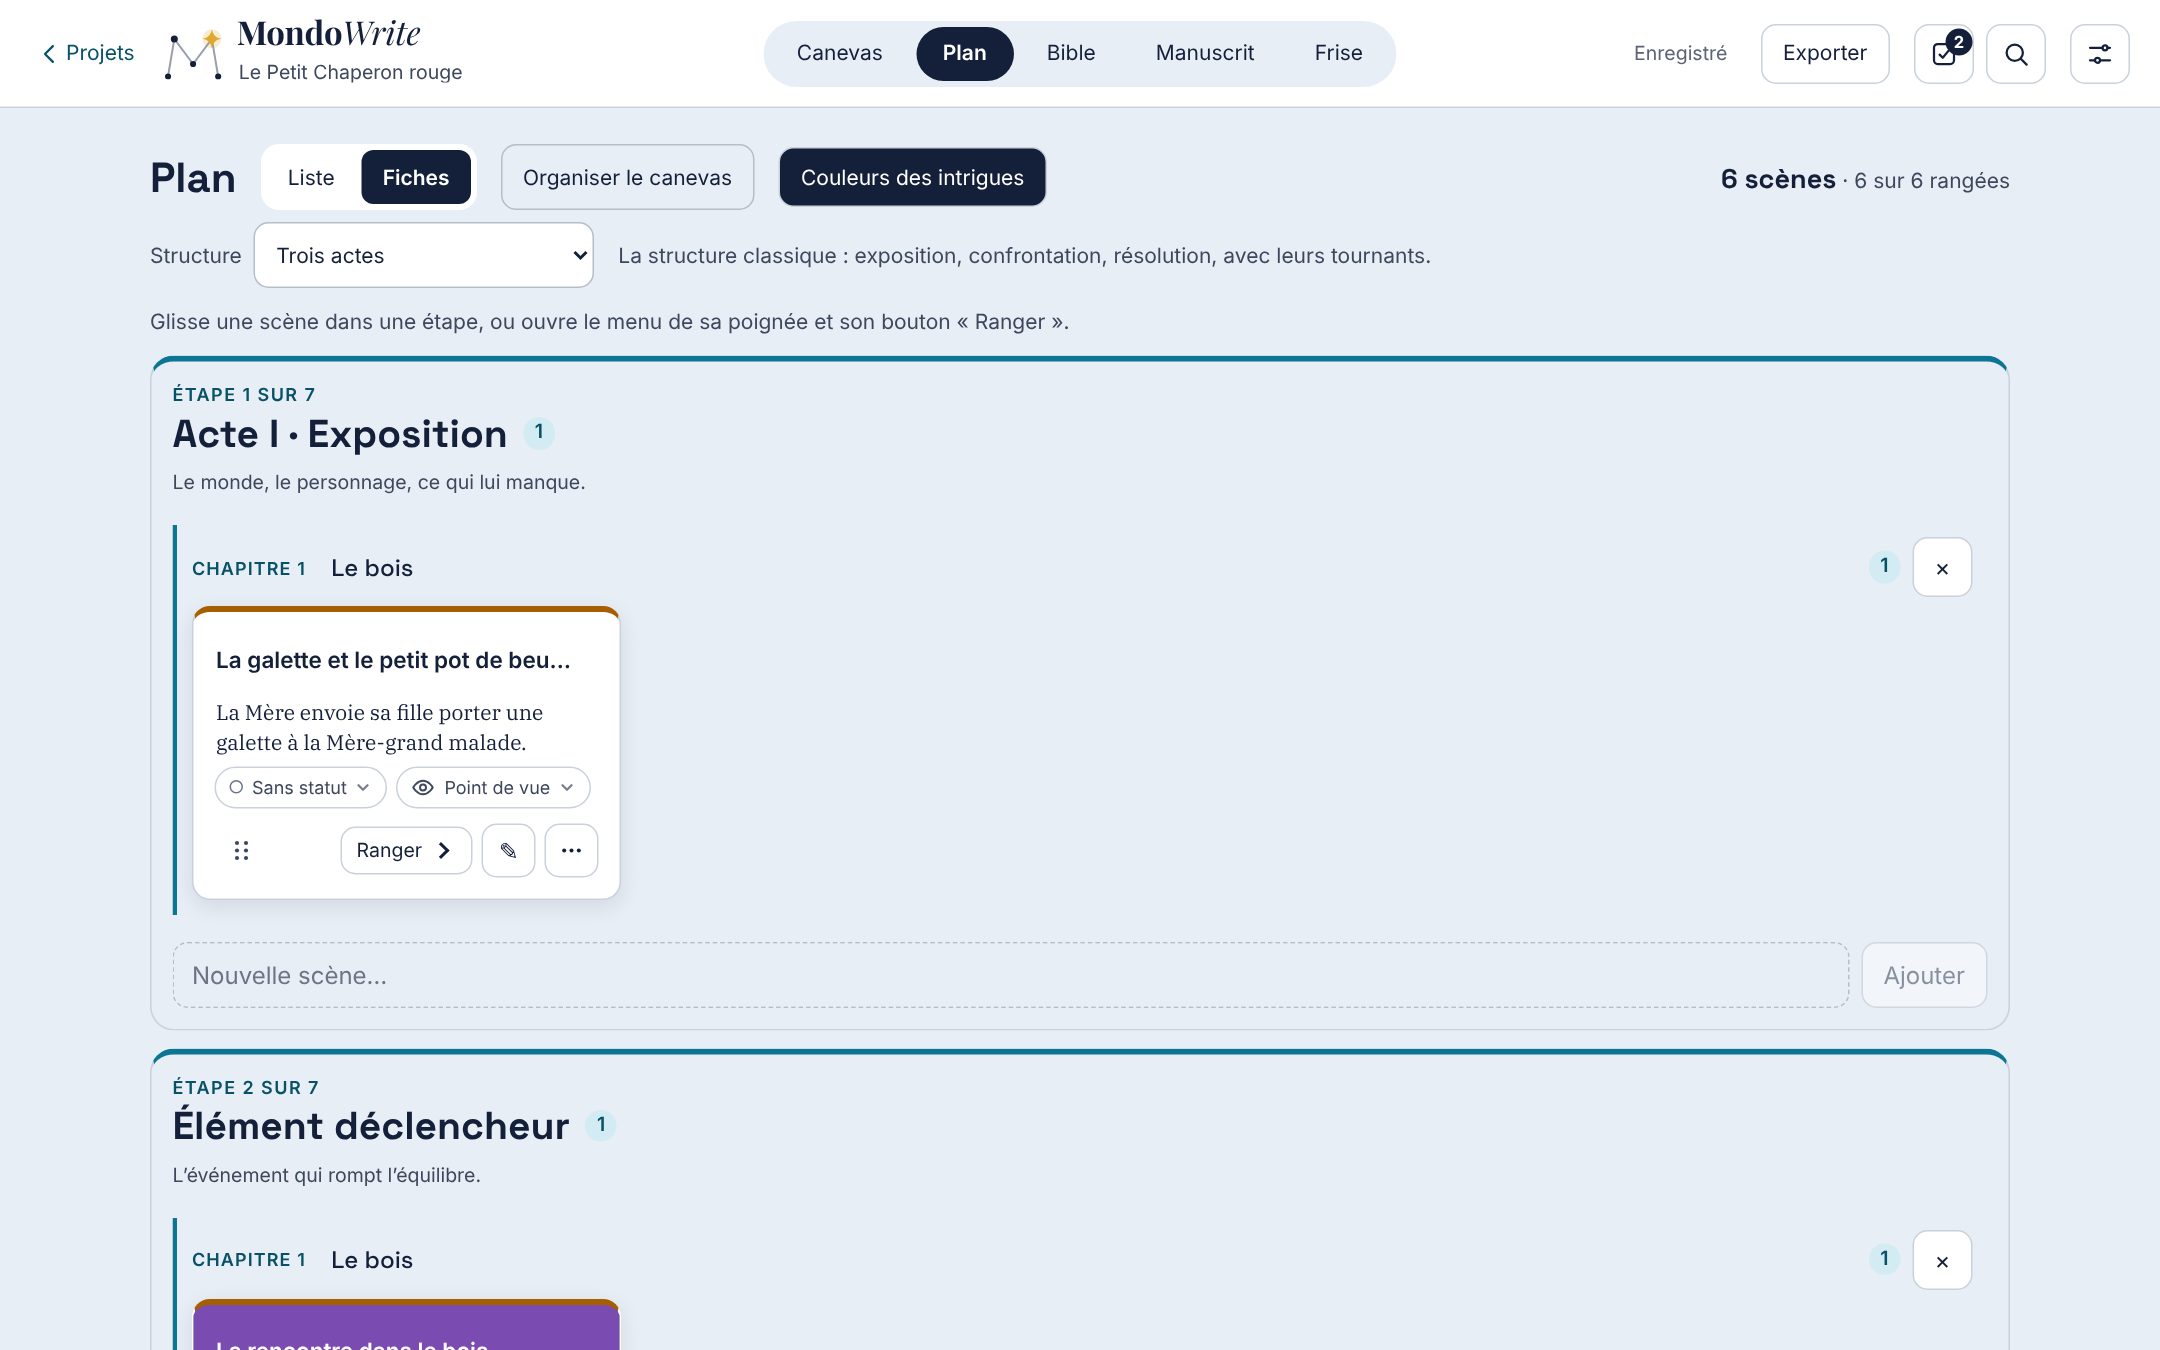 Projets
MondoWrite
Le Petit Chaperon rouge
Canevas
Plan
Bible
Manuscrit
Frise
Enregistré
Exporter
2
Plan
Liste
Fiches
Organiser le canevas
Couleurs des intrigues
6 scènes · 6 sur 6 rangées
Structure
Trois actes
La structure classique : exposition, confrontation, résolution, avec leurs tournants.
Glisse une scène dans une étape, ou ouvre le menu de sa poignée et son bouton « Ranger ».
ÉTAPE 1 SUR 7
Acte I · Exposition 1
Le monde, le personnage, ce qui lui manque.
CHAPITRE 1 Le bois 1 ×
La galette et le petit pot de beu…
La Mère envoie sa fille porter une
galette à la Mère-grand malade.
Sans statut
Point de vue
Ranger
Nouvelle scène…
Ajouter
ÉTAPE 2 SUR 7
Élément déclencheur 1
L’événement qui rompt l’équilibre.
CHAPITRE 1 Le bois 1 ×
La rencontre dans le bois